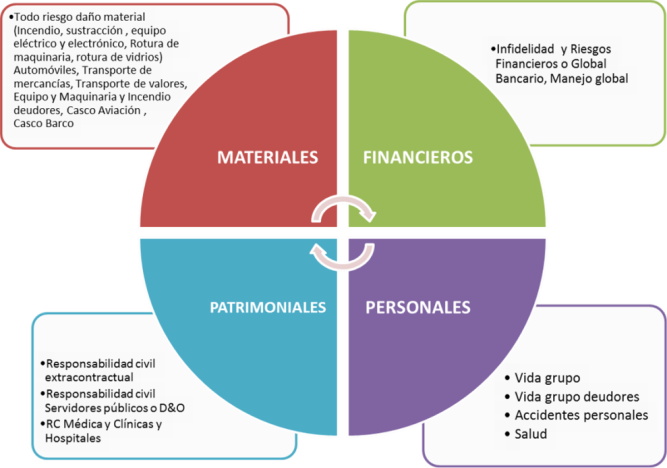 •Todo riesgo daño material
(Incendio, sustracción , equipo
eléctrico y electrónico, Rotura de
maquinaria, rotura de vidrios)
Automóviles, Transporte de
mercancías, Transporte de valores,
Equipo y Maquinaria y Incendio
deudores, Casco Aviación ,
Casco Barco
•Infidelidad y Riesgos
Financieros o Global
Bancario, Manejo global
MATERIALES
FINANCIEROS
PATRIMONIALES
PERSONALES
•Responsabilidad civil
extracontractual
•Responsabilidad civil
Servidores públicos o D&O
•RC Médica y Clínicas y
Hospitales
• Vida grupo
• Vida grupo deudores
• Accidentes personales
• Salud